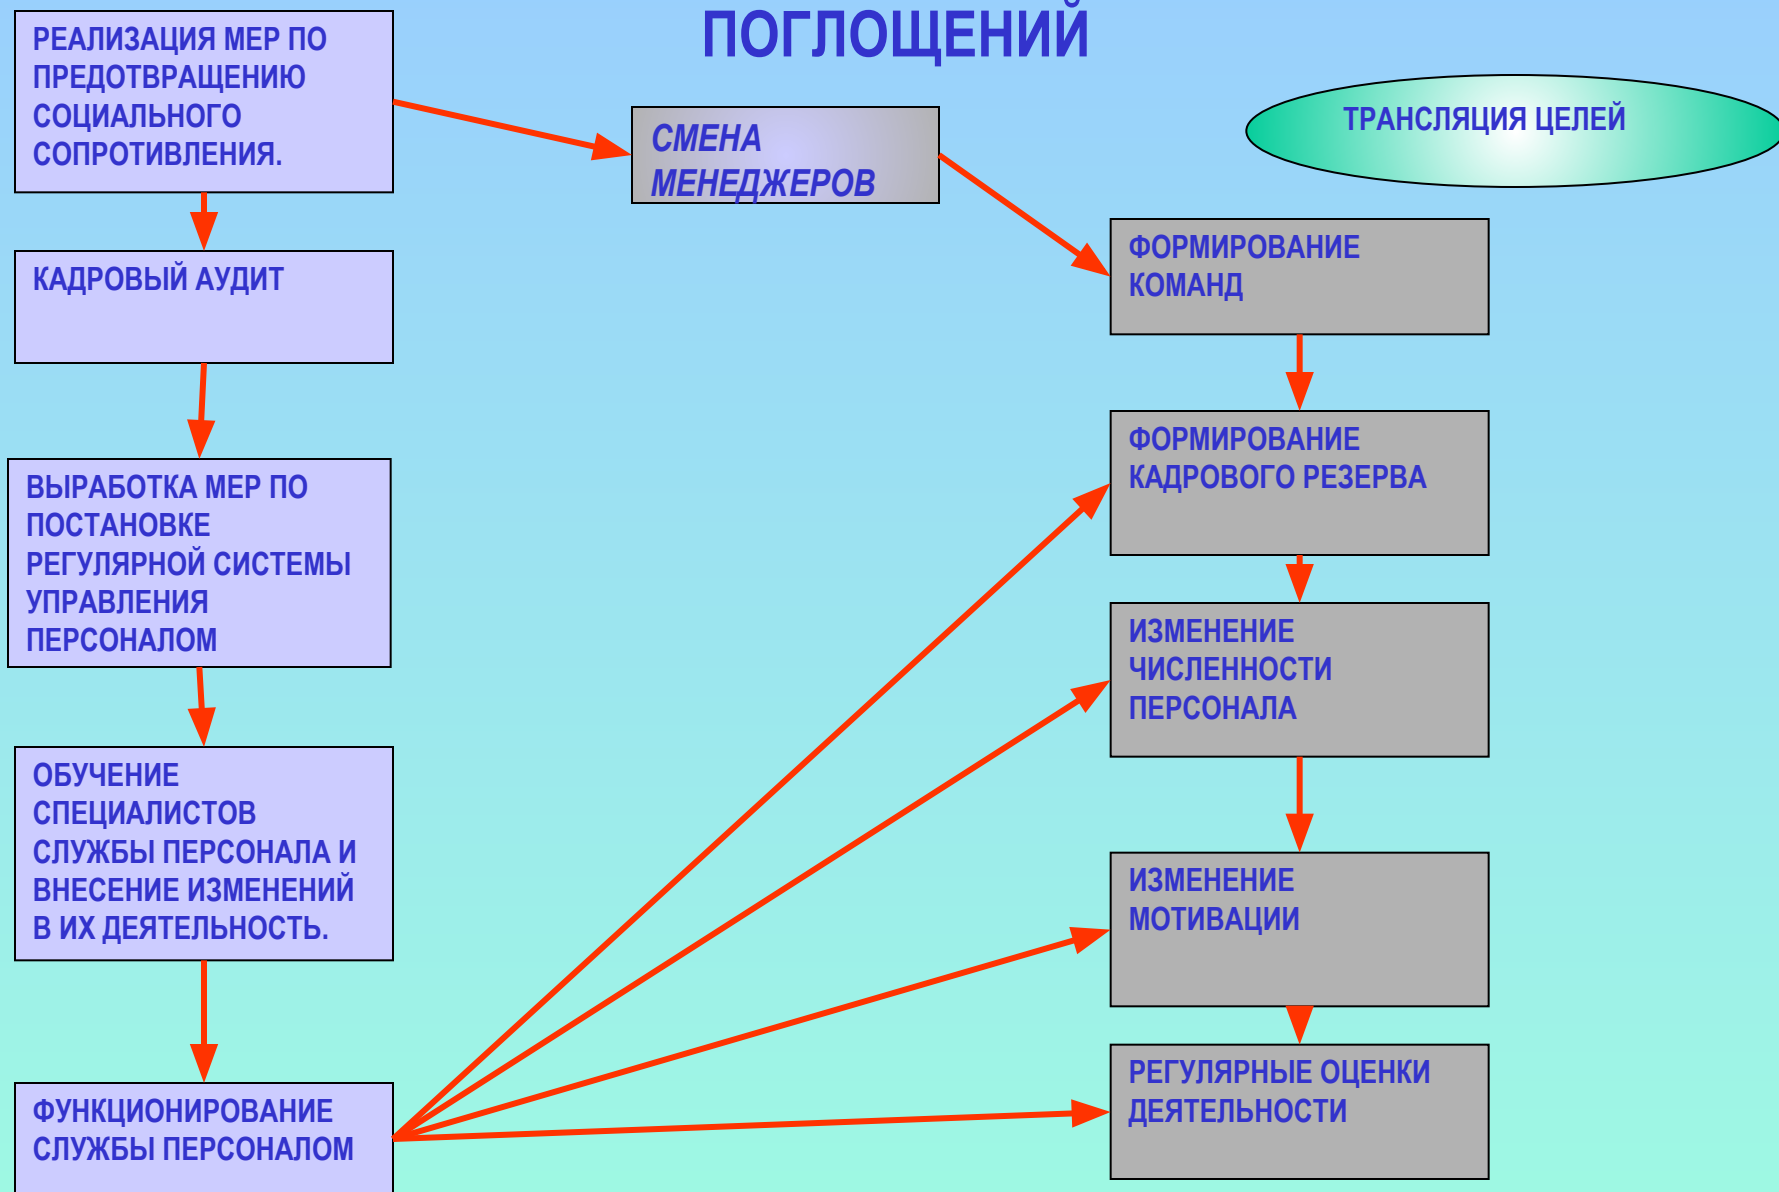 ПОГЛОЩЕНИЙ
РЕАЛИЗАЦИЯ МЕР ПО
ПРЕДОТВРАЩЕНИЮ
СОЦИАЛЬНОГО
СОПРОТИВЛЕНИЯ.
КАДРОВЫЙ АУДИТ
ВЫРАБОТКА МЕР ПО
ПОСТАНОВКЕ
РЕГУЛЯРНОЙ СИСТЕМЫ
УПРАВЛЕНИЯ
ПЕРСОНАЛОМ
ОБУЧЕНИЕ
СПЕЦИАЛИСТОВ
СЛУЖБЫ ПЕРСОНАЛА И
ВНЕСЕНИЕ ИЗМЕНЕНИЙ
В ИХ ДЕЯТЕЛЬНОСТЬ.
ФУНКЦИОНИРОВАНИЕ
СЛУЖБЫ ПЕРСОНАЛОМ
СМЕНА
МЕНЕДЖЕРОВ
ТРАНСЛЯЦИЯ ЦЕЛЕЙ
ФОРМИРОВАНИЕ
КОМАНД
ФОРМИРОВАНИЕ
КАДРОВОГО РЕЗЕРВА
ИЗМЕНЕНИЕ
ЧИСЛЕННОСТИ
ПЕРСОНАЛА
ИЗМЕНЕНИЕ
МОТИВАЦИИ
РЕГУЛЯРНЫЕ ОЦЕНКИ
ДЕЯТЕЛЬНОСТИ